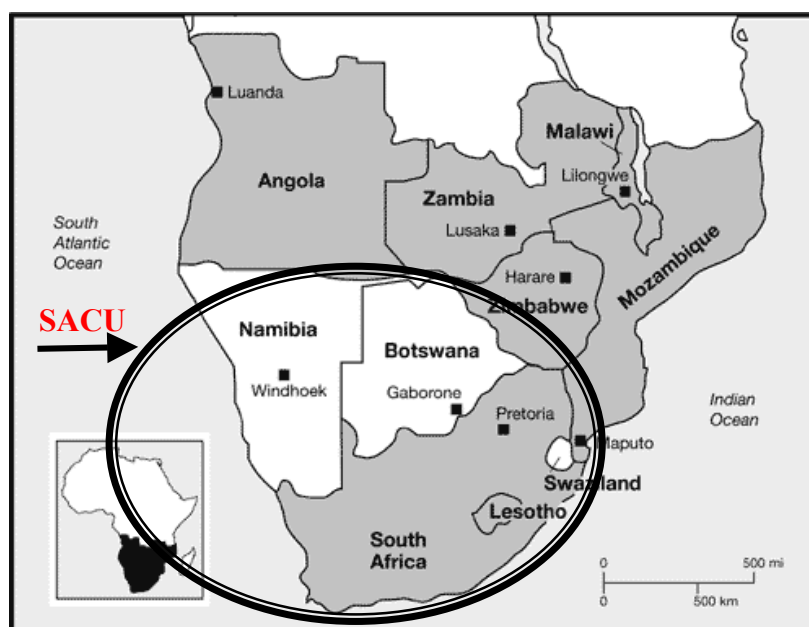 Luanda
Malawi
Angola
Zambia
Lilongwe
South
Atlantic
Ocean
Lusaka
Mozambique
Harare
Zimbabwe
SACU
Namibia
Botswana
Windhoek
Gaborone
Pretoria
Indian
Ocean
Maputo
Swaziland
Lesotho
South
Africa
0 500 mi
0 500 km